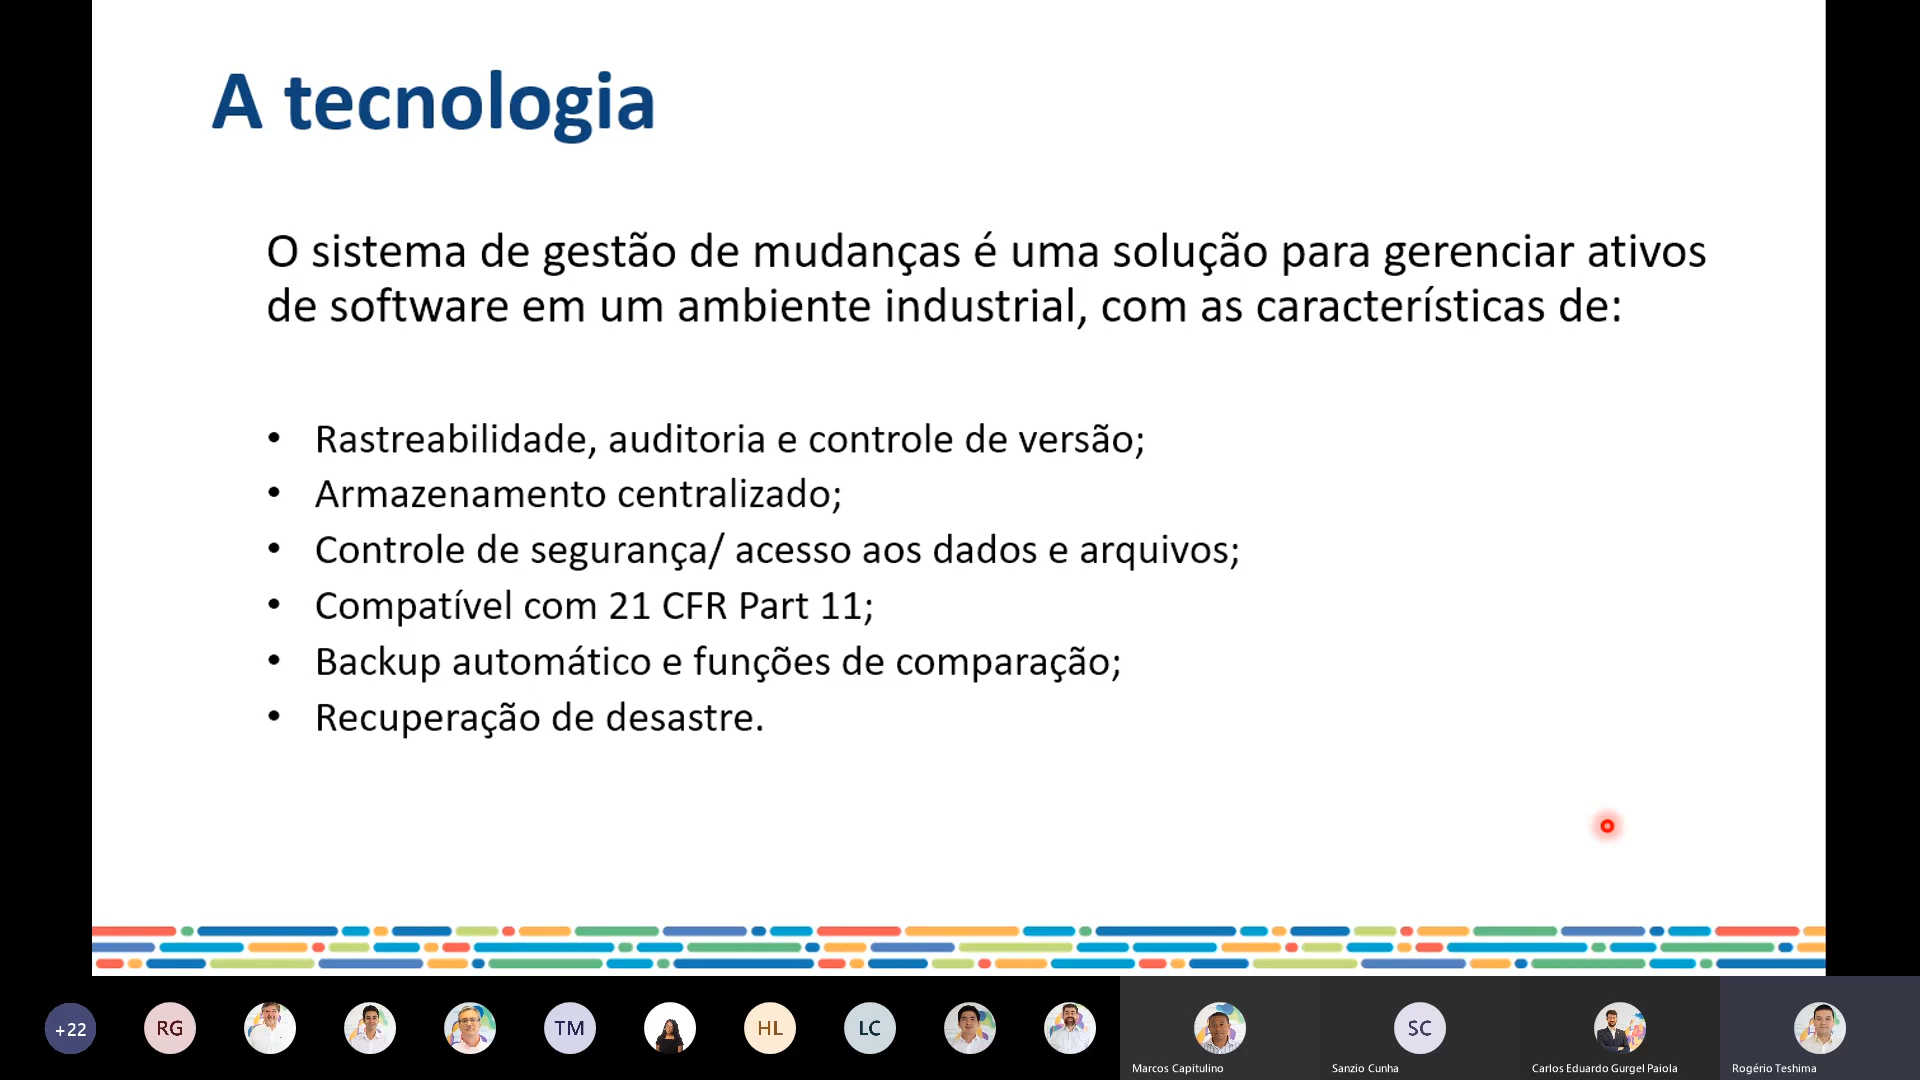 A tecnologia
O sistema de gestão de mudanças é uma solução para gerenciar ativos
de software em um ambiente industrial, com as características de:
• Rastreabilidade, auditoria e controle de versão;
• Armazenamento centralizado;
• Controle de segurança/ acesso aos dados e arquivos;
• Compatível com 21 CFR Part 11;
• Backup automático e funções de comparação;
• Recuperação de desastre.
+22
RG
TM
HL
LC
SC
Marcos Capitulino
Sanzio Cunha
Carlos Eduardo Gurgel Paiola
Rogério Teshima